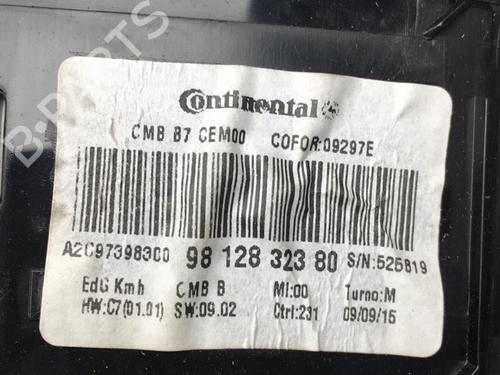 B-PARTS
Continental
CMB B7 CEM00 COFOR:09297E
A2C97398300 98 128 323 80 S/N:525819
EdG Kmh CMB B MI:00 Turno:M
HW:C7(01.01) SW:09.02 Ctrl:231 09/09/15